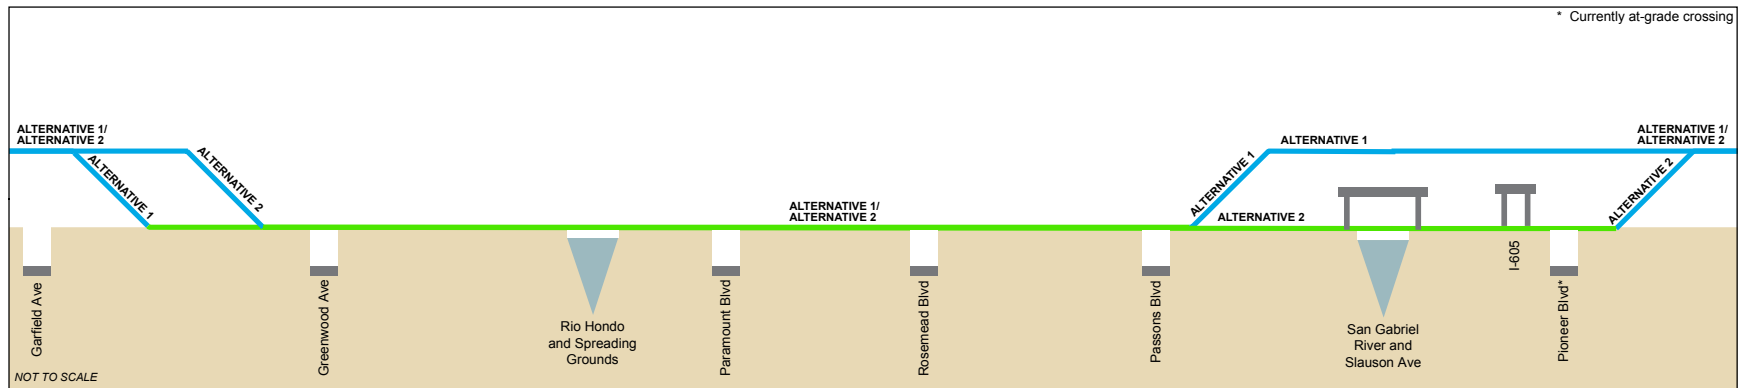 * Currently at-grade crossing
ALTERNATIVE 1/
ALTERNATIVE 2
ALTERNATIVE 1
ALTERNATIVE 2
ALTERNATIVE 1/
ALTERNATIVE 2
ALTERNATIVE 1
ALTERNATIVE 1
ALTERNATIVE 2
ALTERNATIVE 1/
ALTERNATIVE 2
ALTERNATIVE 2
Garfield Ave
Greenwood Ave
Rio Hondo
and Spreading
Grounds
Paramount Blvd
Rosemead Blvd
Passons Blvd
San Gabriel
River and
Slauson Ave
I-605
Pioneer Blvd*
NOT TO SCALE